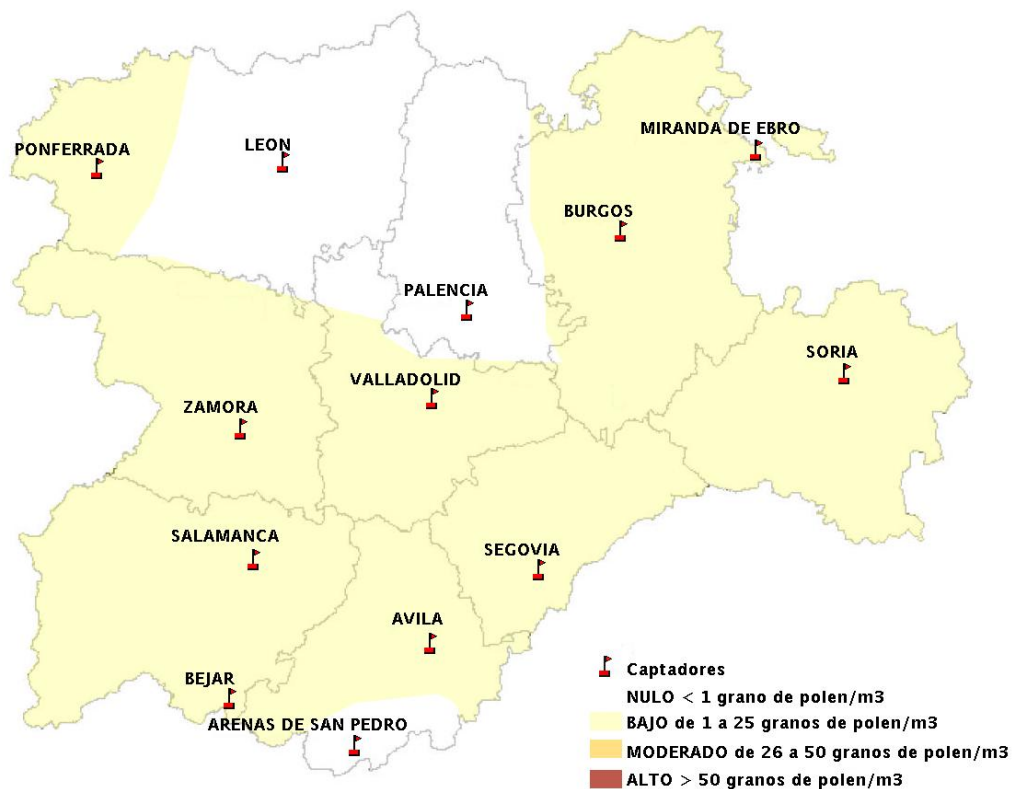 MIRANDA DE EBRO
PONFERRADA
LEON
BURGOS
PALENCIA
SORIA
VALLADOLID
ZAMORA
SALAMANCA
SEGOVIA
AVILA
BEJAR
ARENAS DE SAN PEDRO
Captadores
NULO < 1 grano de polen/m3
BAJO de 1 a 25 granos de polen/m3
MODERADO de 26 a 50 granos de polen/m3
ALTO > 50 granos de polen/m3